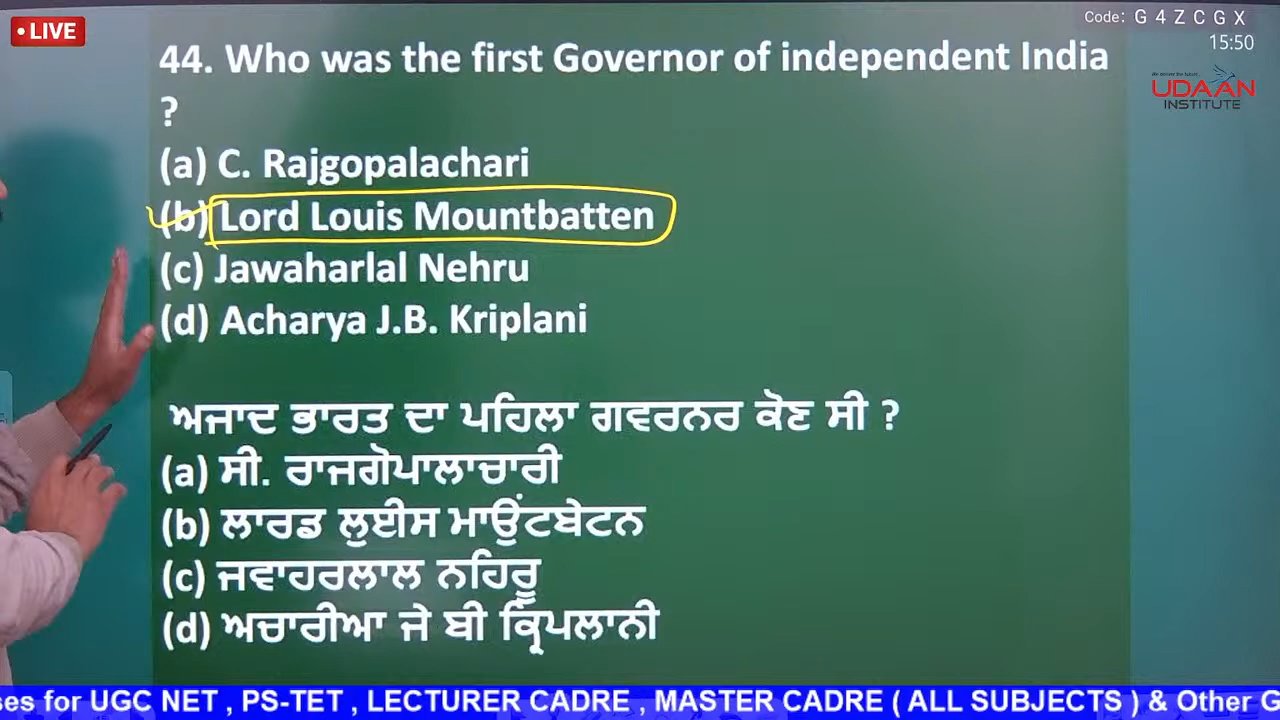 LIVE
Code: G 4 Z C G X
15:50
44. Who was the first Governor of independent India
?
UDAAN
INSTITUTE
(a) C. Rajgopalachari
(b) Lord Louis Mountbatten
(c) Jawaharlal Nehru
(d) Acharya J.B. Kriplani
ਅਜਾਦ ਭਾਰਤ ਦਾ ਪਹਿਲਾ ਗਵਰਨਰ ਕੋਣ ਸੀ ?
(a) ਸੀ. ਰਾਜਗੋਪਾਲਾਚਾਰੀ
(b) ਲਾਰਡ ਲੁਈਸ ਮਾਉਂਟਬੇਟਨ
(c) ਜਵਾਹਰਲਾਲ ਨਹਿਰੂ
(d) ਅਚਾਰੀਆ ਜੇ ਬੀ ਕ੍ਰਿਪਲਾਨੀ
ses for UGC NET , PS-TET , LECTURER CADRE , MASTER CADRE ( ALL SUBJECTS ) & Other G